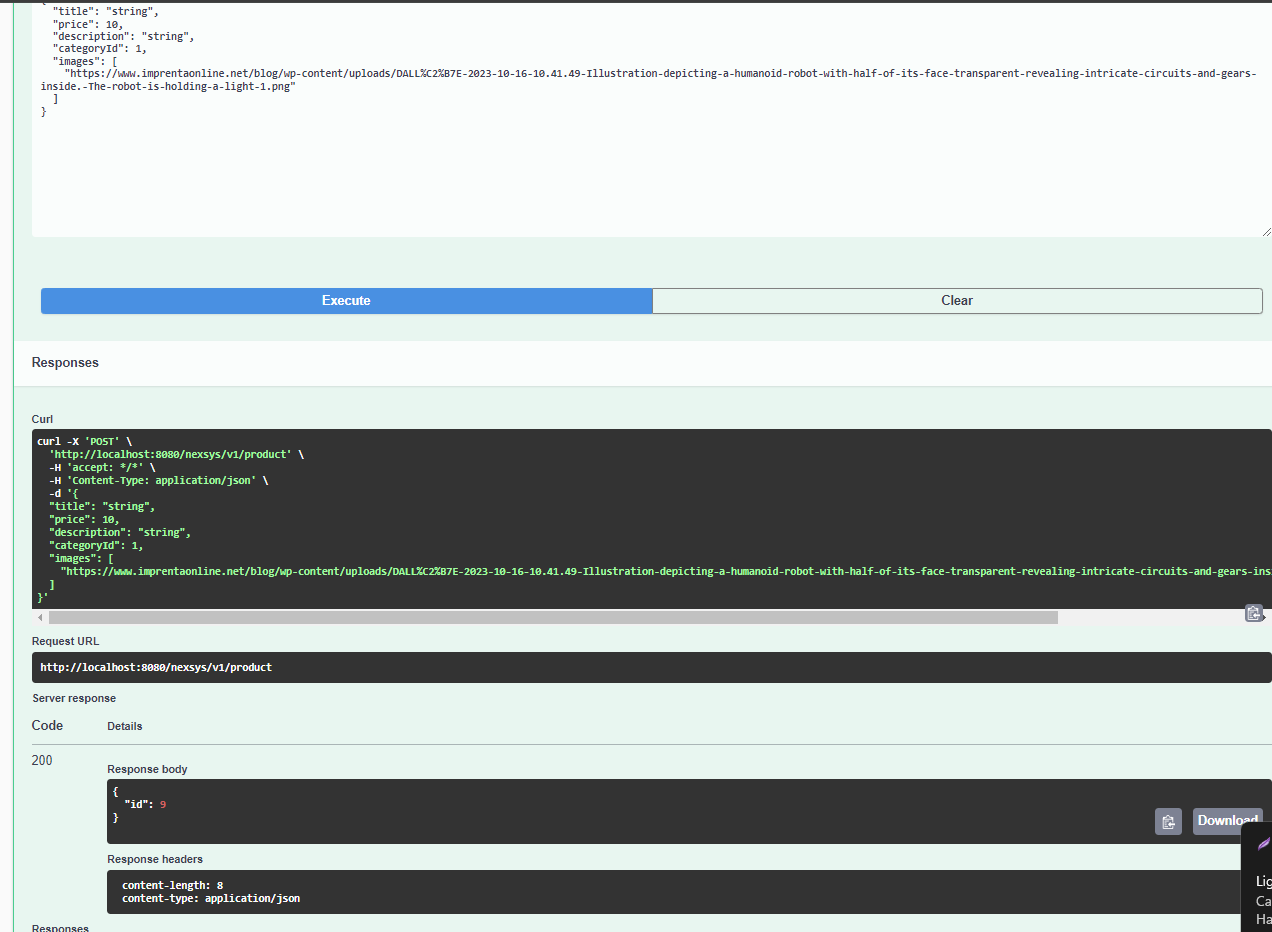 {
"title": "string",
"price": 10,
"description": "string",
"categoryId": 1,
"images": [
"https://www.imprentaonline.net/blog/wp-content/uploads/DALL%C2%B7E-2023-10-16-10.41.49-Illustration-depicting-a-humanoid-robot-with-half-of-its-face-transparent-revealing-intricate-circuits-and-gears-
inside.-The-robot-is-holding-a-light-1.png"
]
}
Execute
Clear
Responses
Curl
curl -X 'POST' \
'http://localhost:8080/nexsys/v1/product' \
-H 'accept: */*' \
-H 'Content-Type: application/json' \
-d '{
"title": "string",
"price": 10,
"description": "string",
"categoryId": 1,
"images": [
"https://www.imprentaonline.net/blog/wp-content/uploads/DALL%C2%B7E-2023-10-16-10.41.49-Illustration-depicting-a-humanoid-robot-with-half-of-its-face-transparent-revealing-intricate-circuits-and-gears-ins
]
}'
Request URL
http://localhost:8080/nexsys/v1/product
Server response
Code Details
200
Response body
{
"id": 9
}
Download
Response headers
content-length: 8
content-type: application/json
Lig
Ca
Ha
Responses